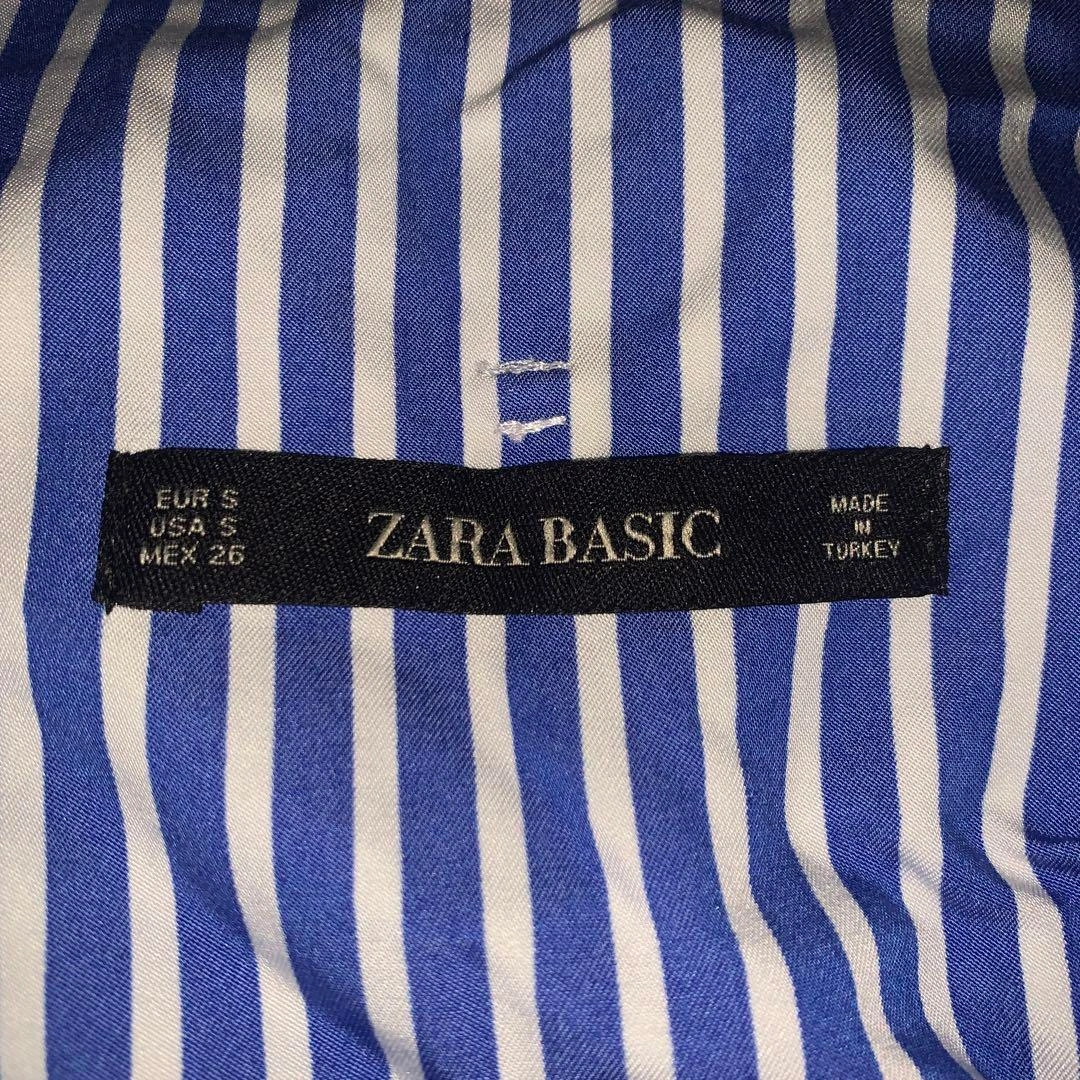 EUR S
USA S
MEX 26
ZARA BASIC
MADE
IN
TURKEY